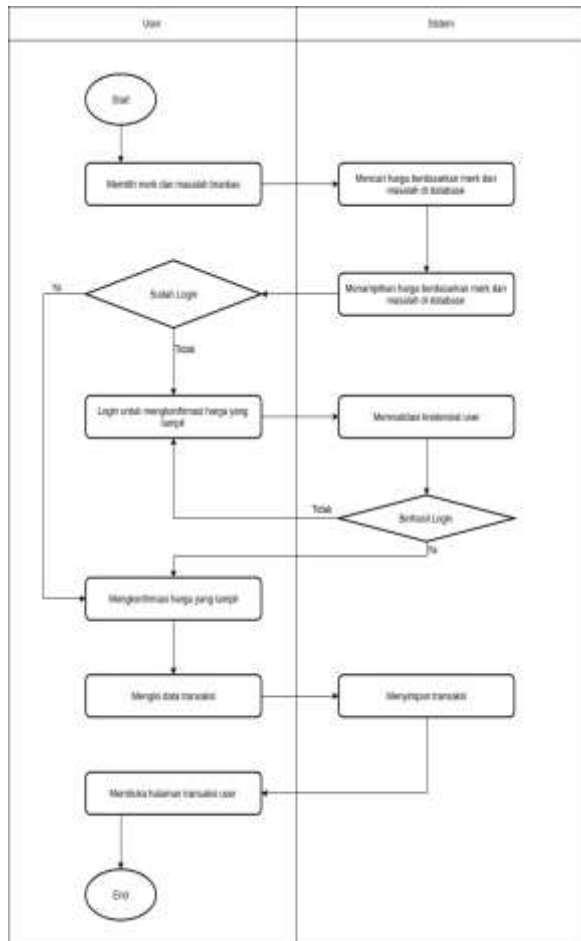 User
Sistem
Start
Memilih merk dan masalah brankas
Mencari harga berdasarkan merk dan
masalah di database
Menampilkan harga berdasarkan merk dan
masalah di database
Sudah Login
Ya
Tidak
Login untuk mengkonfirmasi harga yang
tampil
Memvalidasi kredensial user
Tidak
Berhasil Login
Ya
Mengkonfirmasi harga yang tampil
Mengisi data transaksi
Menyimpan transaksi
Membuka halaman transaksi user
End